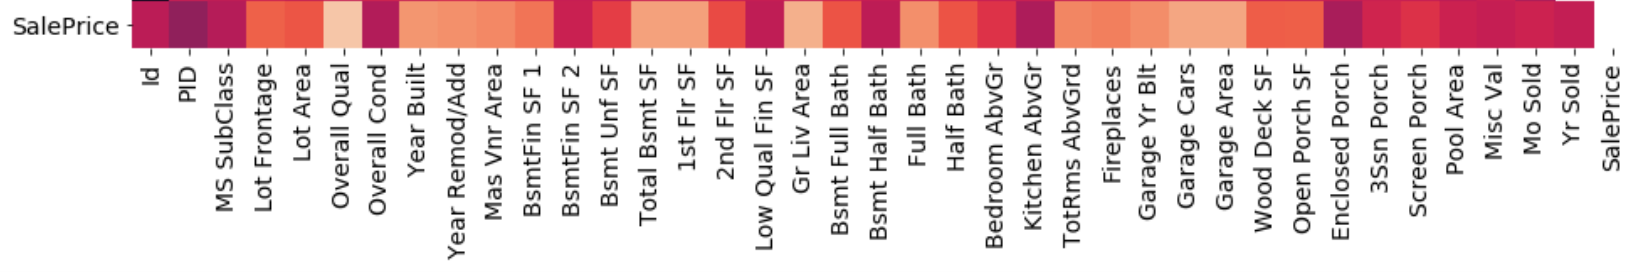 SalePrice
Id
PID
MS SubClass
Lot Frontage
Lot Area
Overall Qual
Overall Cond
Year Built
Year Remod/Add
Mas Vnr Area
BsmtFin SF 1
BsmtFin SF 2
Bsmt Unf SF
Total Bsmt SF
1st Flr SF
2nd Flr SF
Low Qual Fin SF
Gr Liv Area
Bsmt Full Bath
Bsmt Half Bath
Full Bath
Half Bath
Bedroom AbvGr
Kitchen AbvGr
TotRms AbvGrd
Fireplaces
Garage Yr Blt
Garage Cars
Garage Area
Wood Deck SF
Open Porch SF
Enclosed Porch
3Ssn Porch
Screen Porch
Pool Area
Misc Val
Mo Sold
Yr Sold
SalePrice